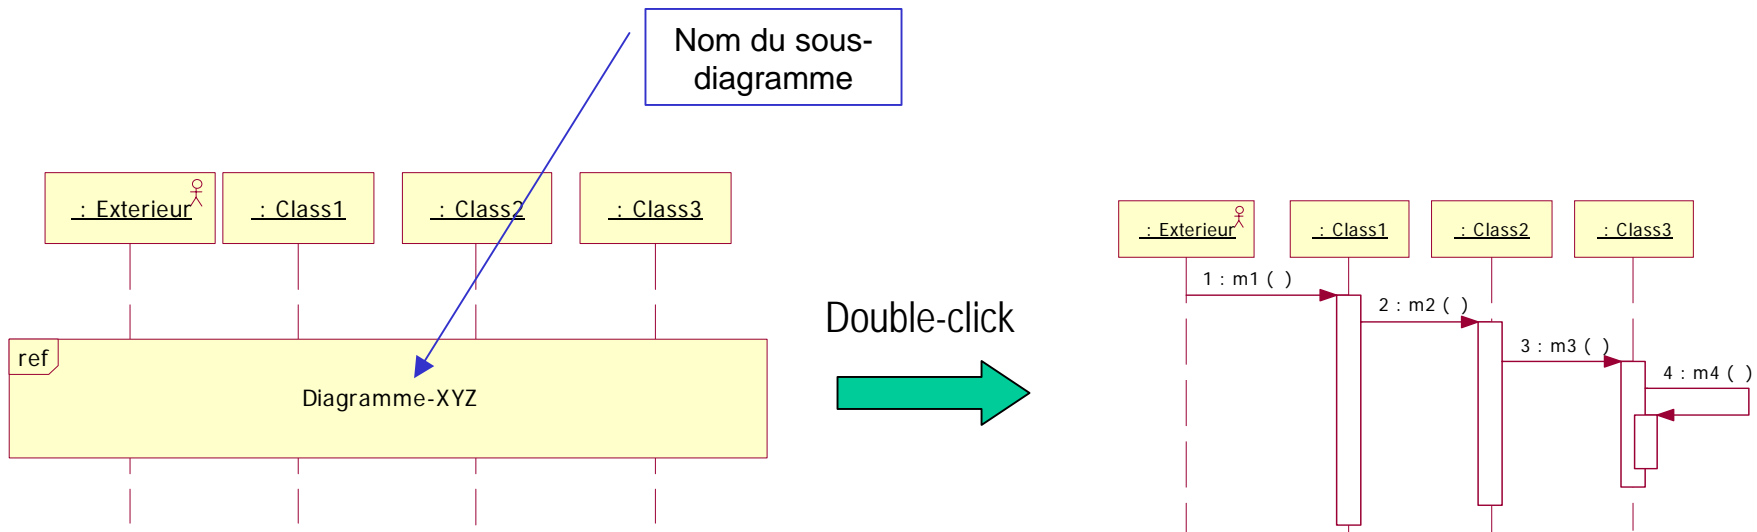 Nom du sous-
diagramme
: Exterieur
: Class1
: Class2
: Class3
ref
Diagramme-XYZ
Double-click
: Exterieur
: Class1
: Class2
: Class3
1 : m1 ( )
2 : m2 ( )
3 : m3 ( )
4 : m4 ( )